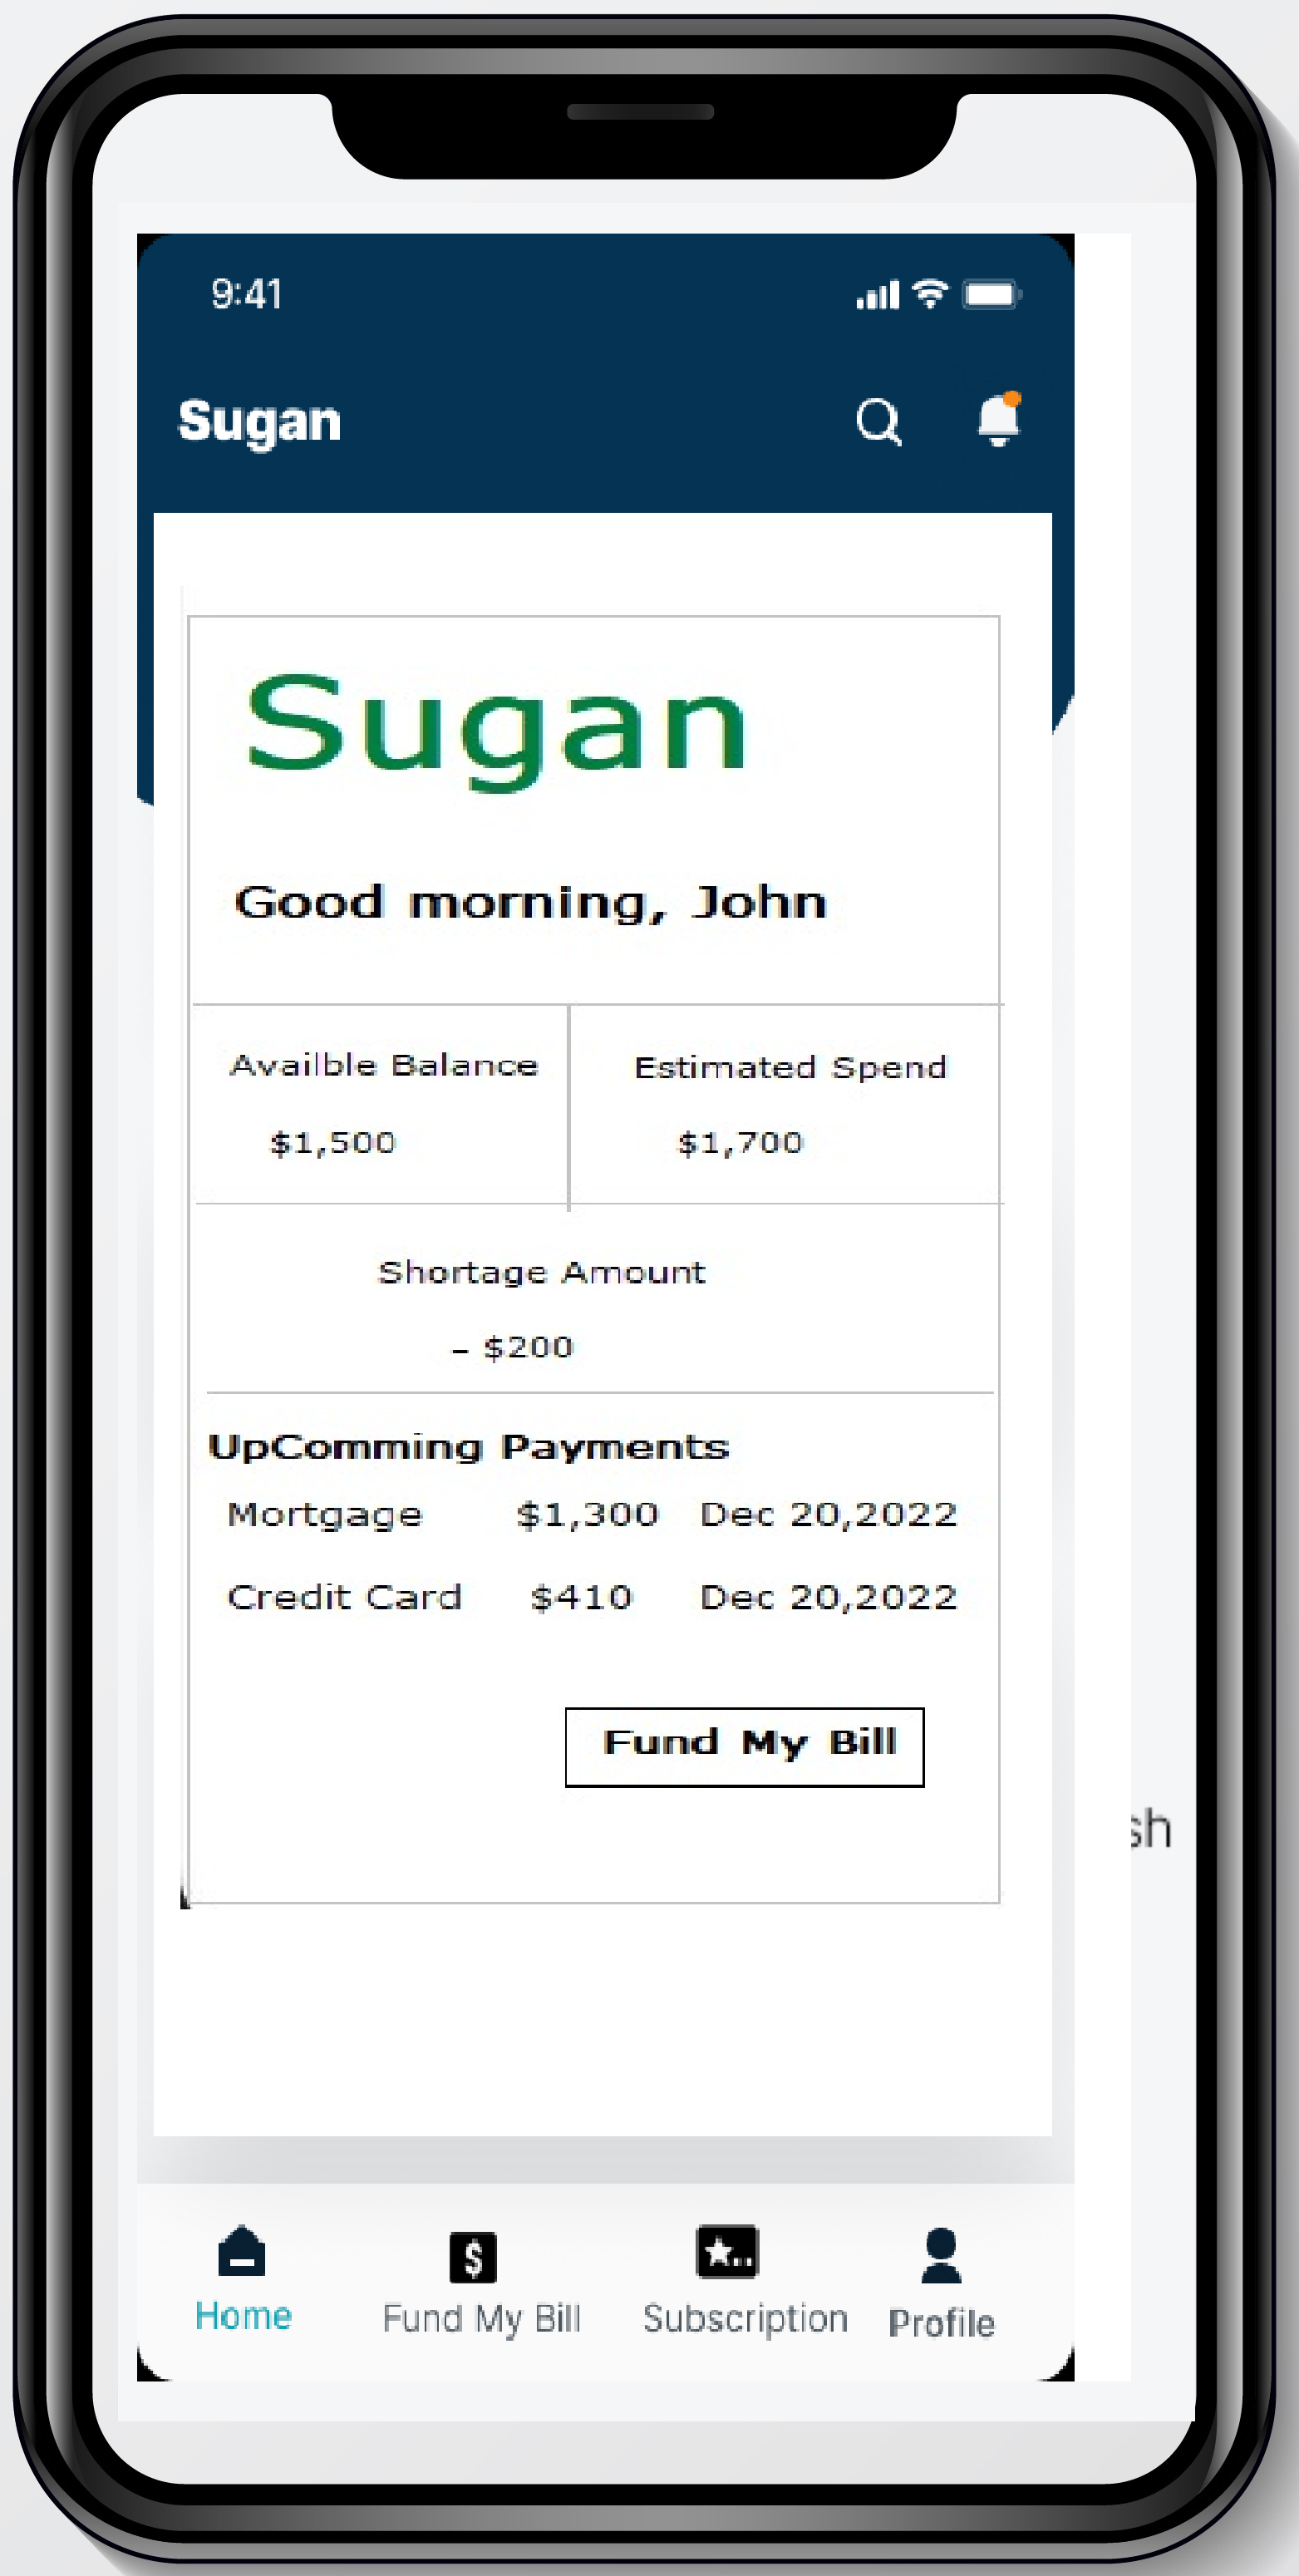 9:41
Sugan
Sugan
Good morning, John
Availble Balance
Estimated Spend
$1,500
$1,700
Shortage Amount
– $200
UpComming Payments
Mortgage $1,300 Dec 20,2022
Credit Card $410 Dec 20,2022
Fund My Bill
sh
$
Home
Fund My Bill
Subscription
Profile